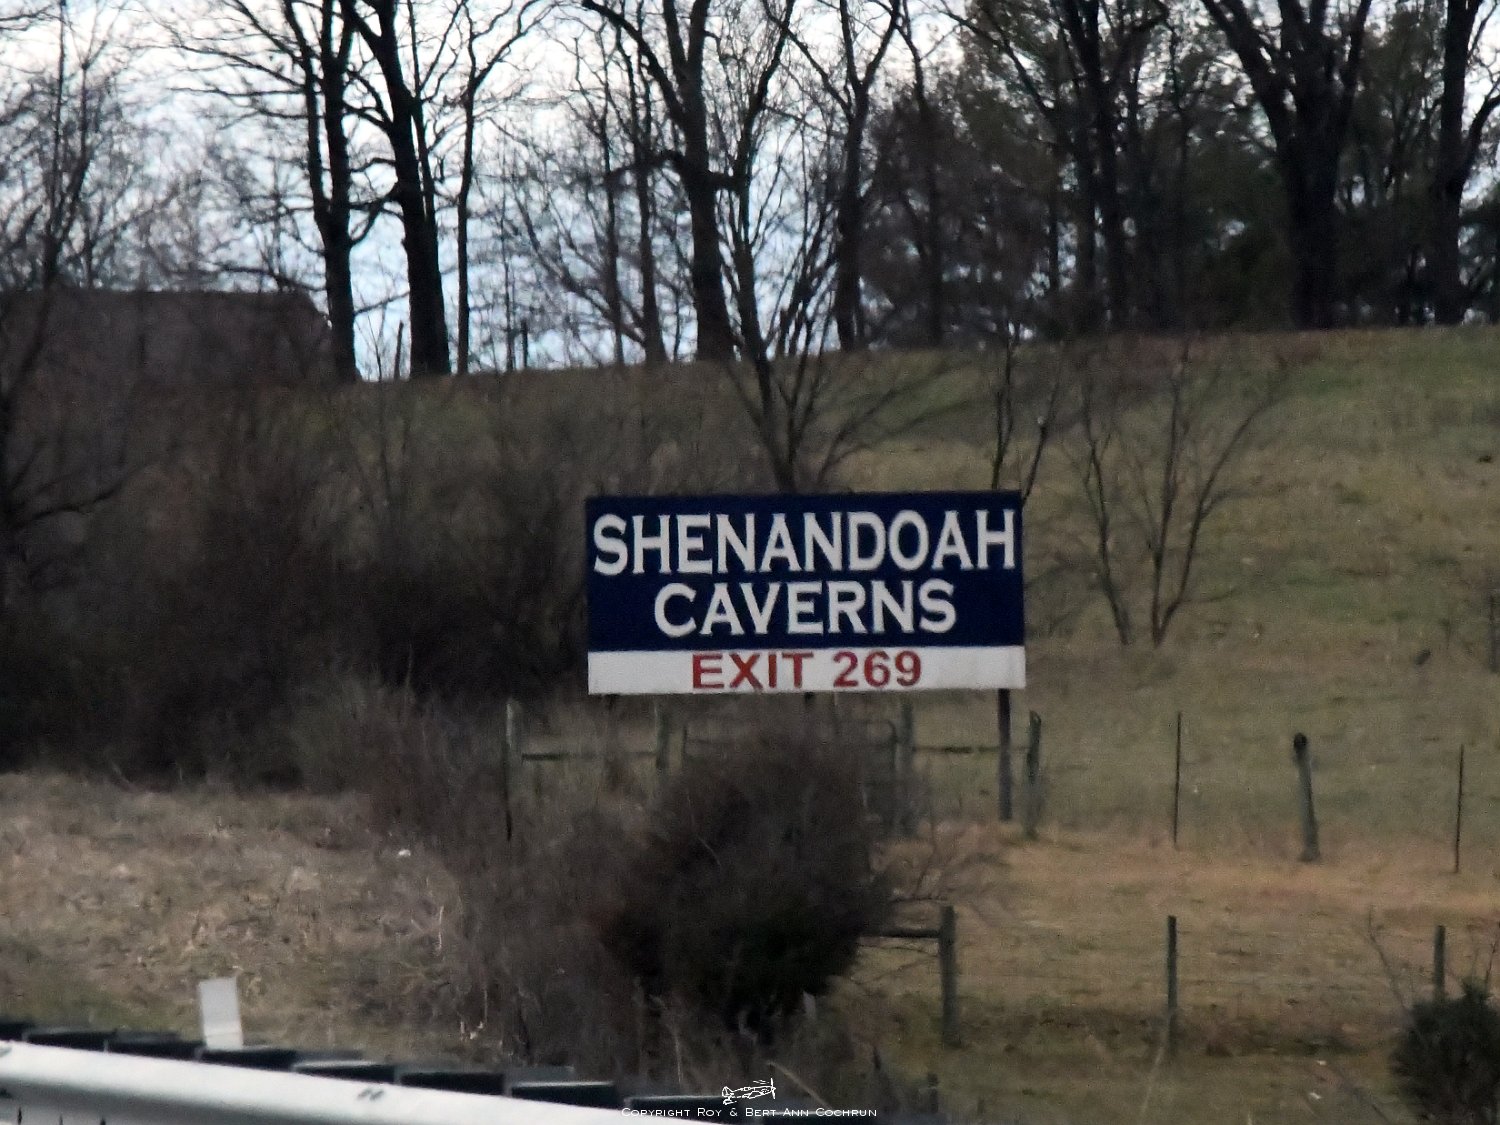 SHENANDOAH
CAVERNS
EXIT 269
Copyright Roy & Bert Ann Cochrun